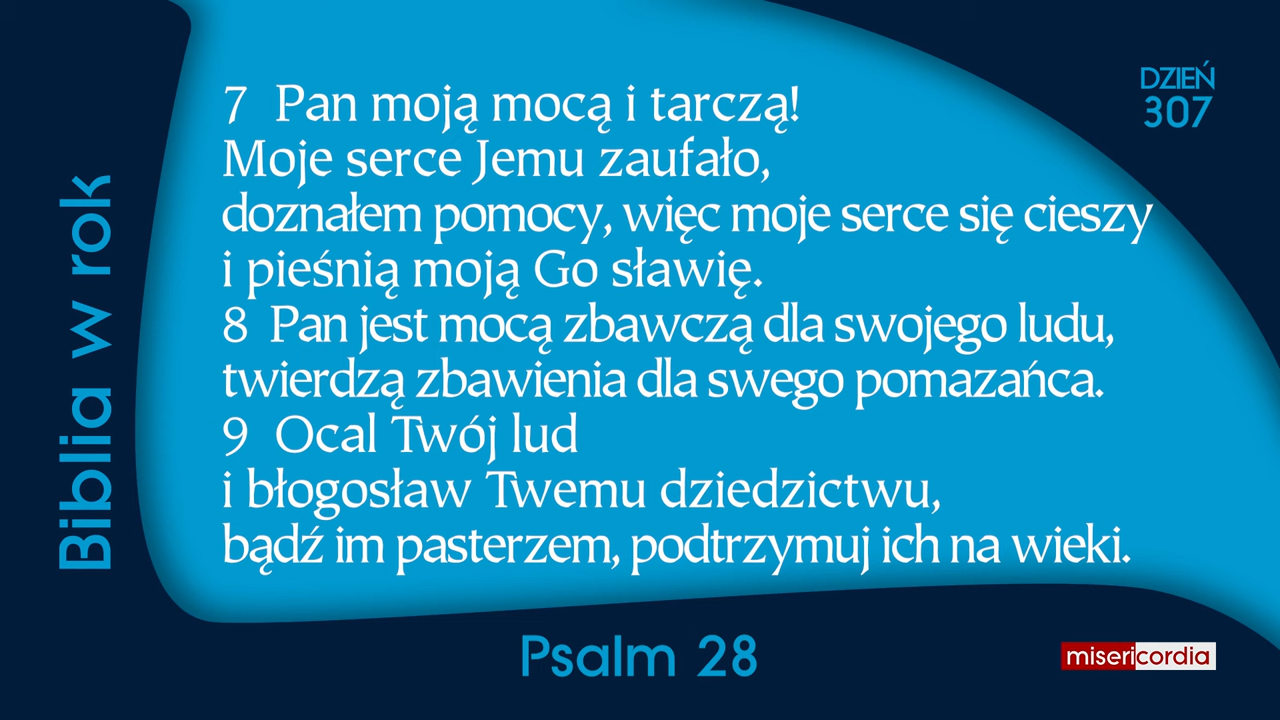 DZIEŃ
307
Biblia w rok
7 Pan moją mocą i tarczą!
Moje serce Jemu zaufało,
doznałem pomocy, więc moje serce się cieszy
i pieśnią moją Go sławię.
8 Pan jest mocą zbawczą dla swojego ludu,
twierdzą zbawienia dla swego pomazańca.
9 Ocal Twój lud
i błogosław Twemu dziedzictwu,
bądź im pasterzem, podtrzymuj ich na wieki.
Psalm 28
misericordia